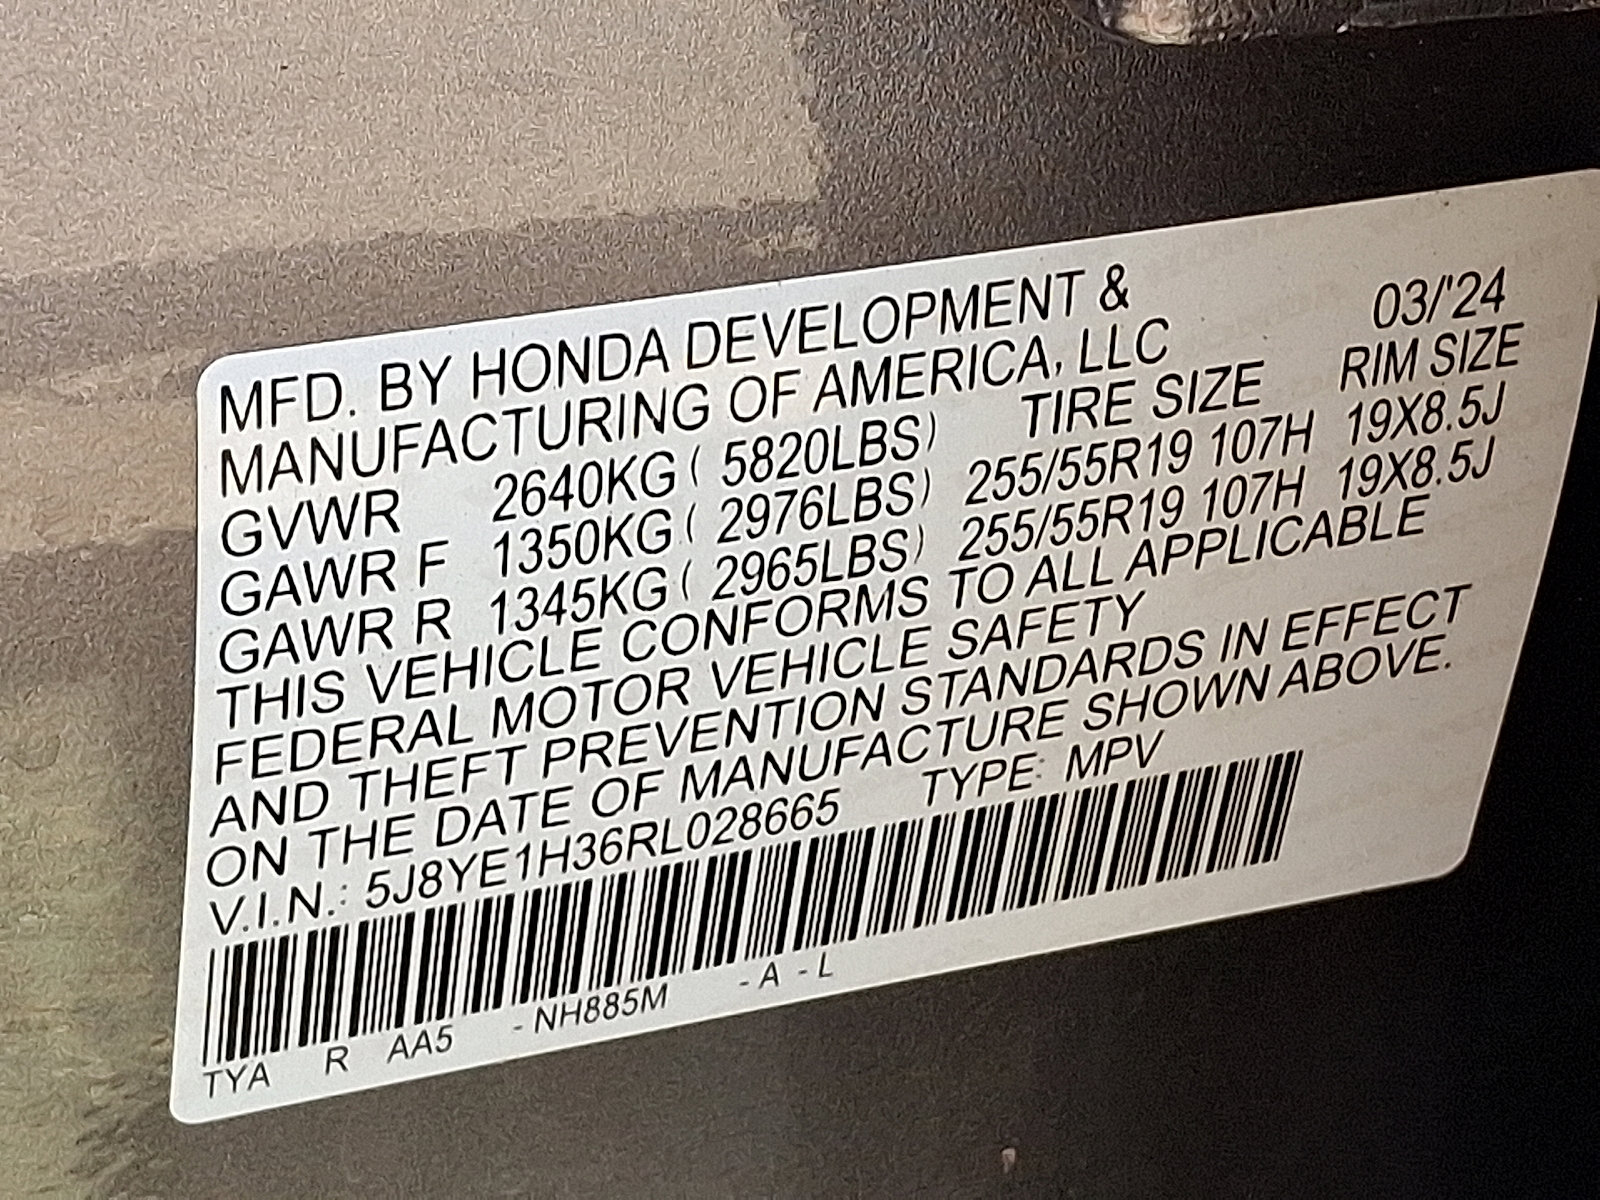 MFD. BY HONDA DEVELOPMENT & 03/'24
MANUFACTURING OF AMERICA, LLC
TIRE SIZE RIM SIZE
GVWR 2640KG ( 5820LBS)
GAWR F 1350KG ( 2976LBS) 255/55R19 107H 19X8.5J
GAWR R 1345KG ( 2965LBS) 255/55R19 107H 19X8.5J
THIS VEHICLE CONFORMS TO ALL APPLICABLE
FEDERAL MOTOR VEHICLE SAFETY
AND THEFT PREVENTION STANDARDS IN EFFECT
ON THE DATE OF MANUFACTURE SHOWN ABOVE.
V.I.N.: 5J8YE1H36RL028665 TYPE: MPV
TYA R AA5 - NH885M - A - L